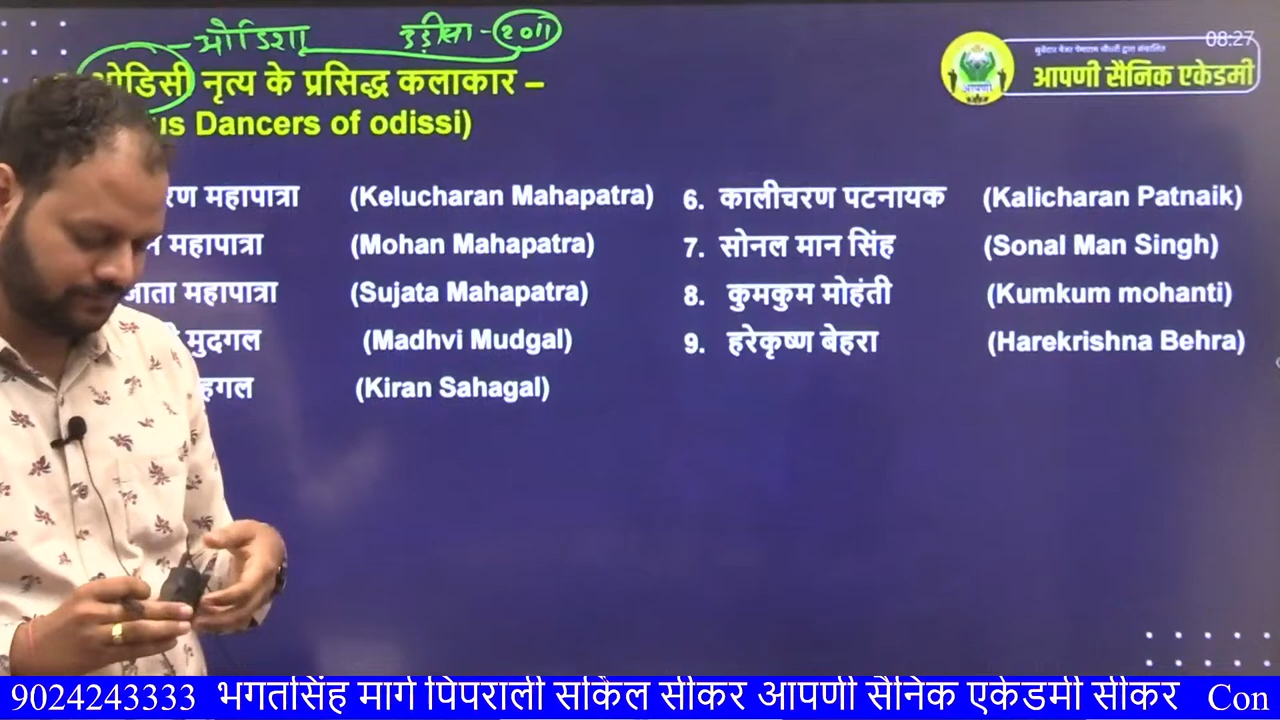 ओडिशा उड़ीसा - 2011
08:27
ओडिसी नृत्य के प्रसिद्ध कलाकार –
Dancers of odissi)
सुबेदार मेजर पेमाराम चौधरी द्वारा संचालित
आपणी सैनिक एकेडमी
महापात्रा (Kelucharan Mahapatra)
महापात्रा (Mohan Mahapatra)
महापात्रा (Sujata Mahapatra)
मुदगल (Madhvi Mudgal)
(Kiran Sahagal)
6. कालीचरण पटनायक (Kalicharan Patnaik)
7. सोनल मान सिंह (Sonal Man Singh)
8. कुमकुम मोहंती (Kumkum mohanti)
9. हरेकृष्ण बेहरा (Harekrishna Behra)
9024243333 भगतसिंह मार्ग पिपराली सर्किल सीकर आपणी सैनिक एकेडमी सीकर Con